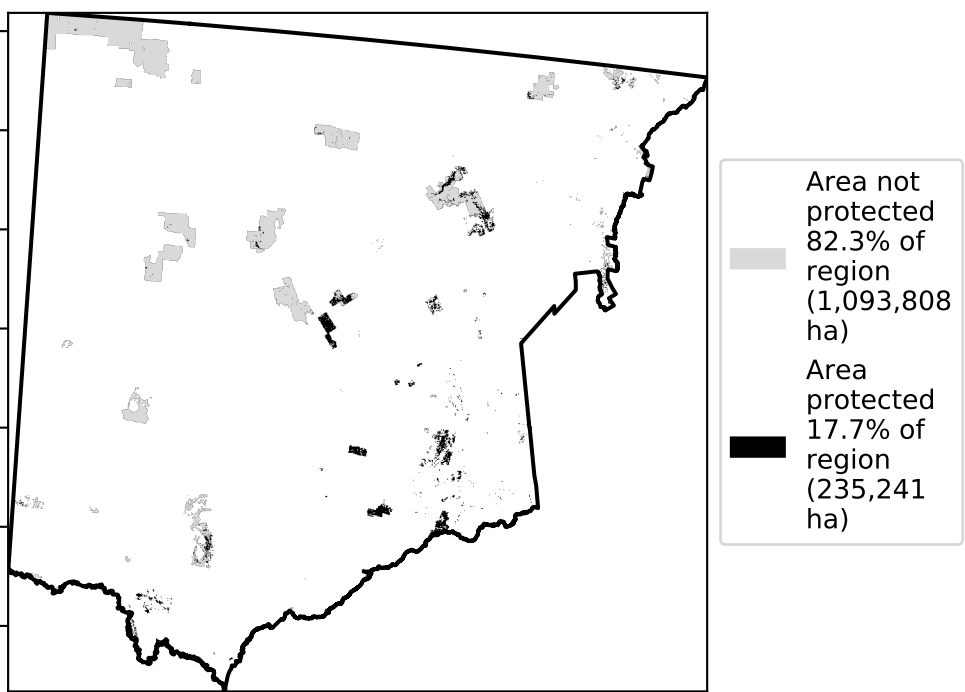 Area not
protected
82.3% of
region
(1,093,808
ha)
Area
protected
17.7% of
region
(235,241
ha)